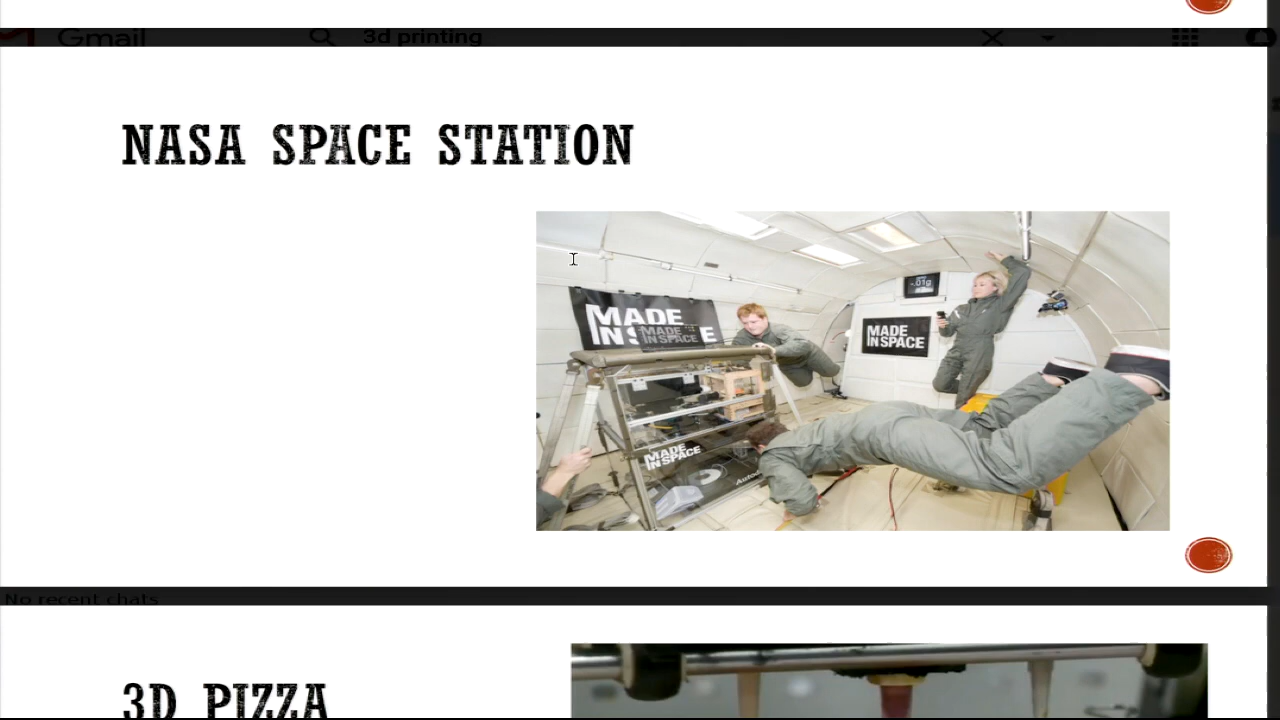 Gmail
3d printing
NASA SPACE STATION
MADE
IN SPACE
MADE
IN SPACE
-.01g
MADE
IN SPACE
MADE
IN SPACE
No recent chats
3D PIZZA